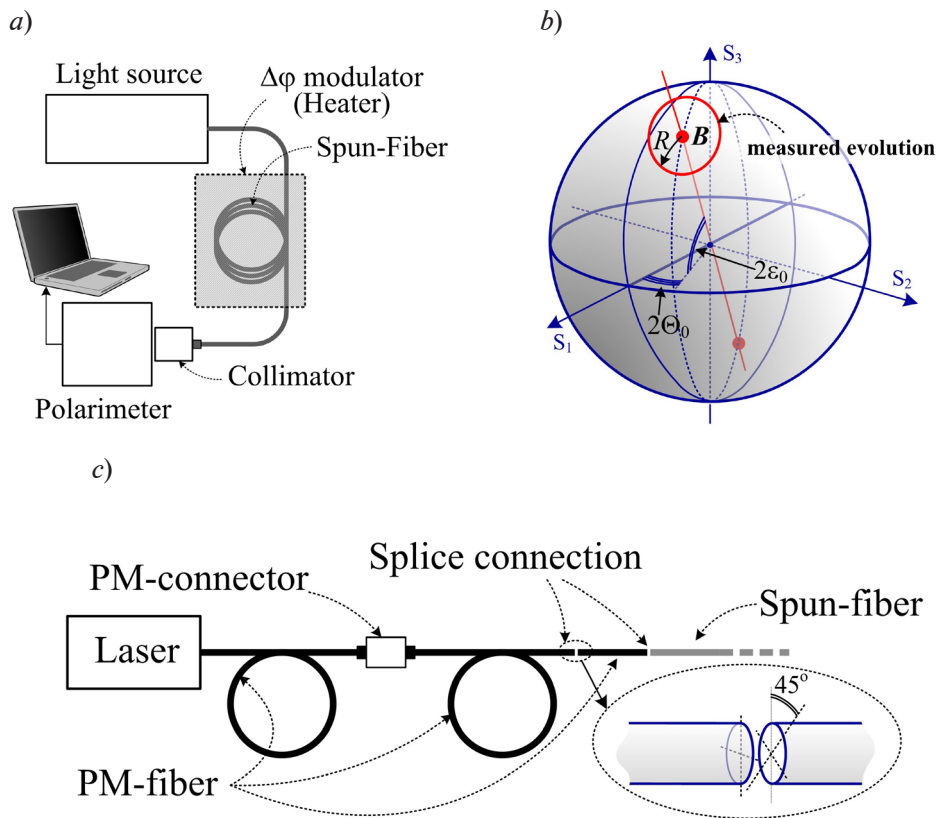 a)
Light source
Δφ modulator
(Heater)
Spun-Fiber
Collimator
Polarimeter
b)
S₃
R
B
measured evolution
2ε₀
S₂
2Θ₀
S₁
c)
PM-connector
Splice connection
Spun-fiber
Laser
45°
PM-fiber